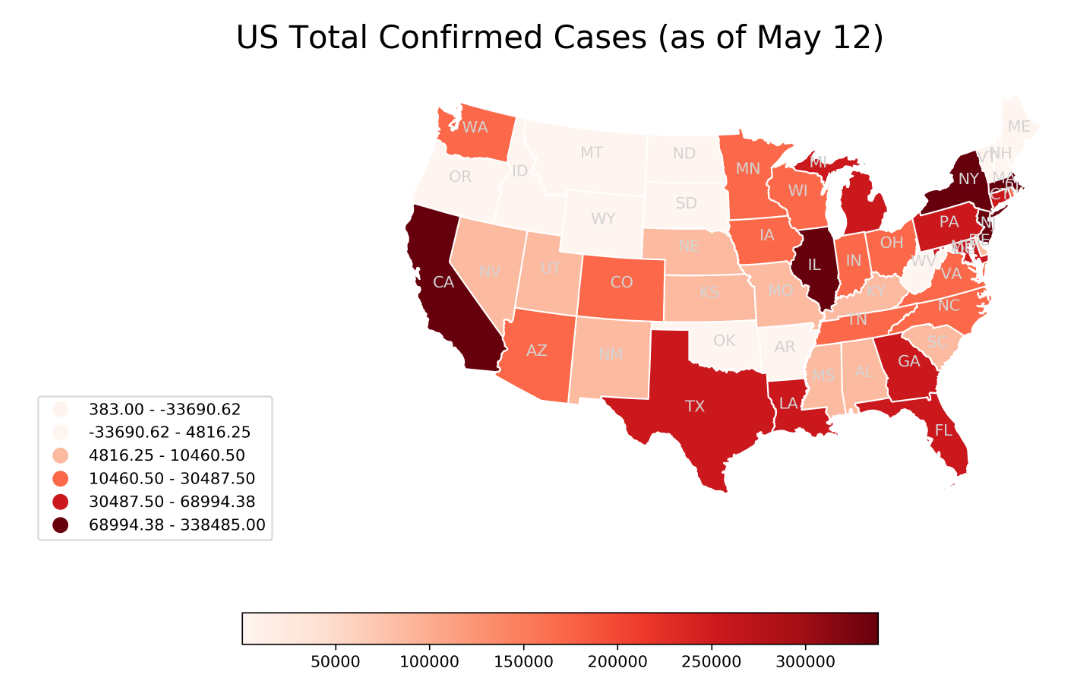 US Total Confirmed Cases (as of May 12)
WA
ME
MT
ND
VT
NH
MN
MI
OR
ID
NY
MA
RI
WI
CT
SD
WY
PA
NJ
IA
OH
NE
DE
IL
IN
WV
NV
UT
CO
VA
CA
KS
MO
KY
NC
TN
OK
SC
AZ
NM
AR
GA
MS
AL
TX
LA
FL
383.00 - -33690.62
-33690.62 - 4816.25
4816.25 - 10460.50
10460.50 - 30487.50
30487.50 - 68994.38
68994.38 - 338485.00
50000 100000 150000 200000 250000 300000